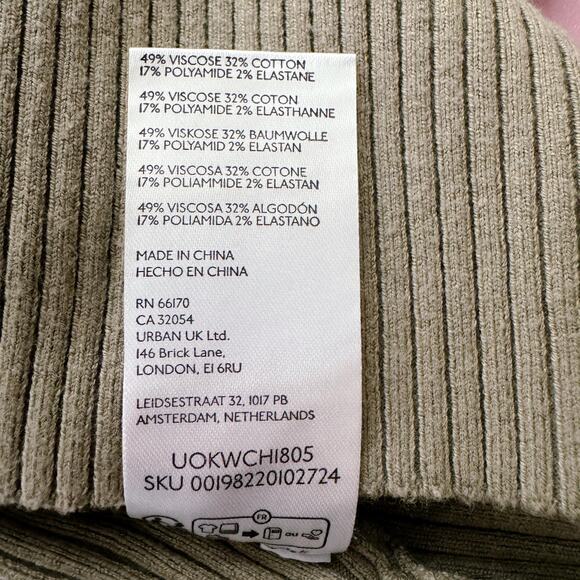 49% VISCOSE 32% COTTON
17% POLYAMIDE 2% ELASTANE
49% VISCOSE 32% COTON
17% POLYAMIDE 2% ELASTHANNE
49% VISKOSE 32% BAUMWOLLE
17% POLYAMID 2% ELASTAN
49% VISCOSA 32% COTONE
17% POLIAMMIDE 2% ELASTAN
49% VISCOSA 32% ALGODÓN
17% POLIAMIDA 2% ELASTANO
MADE IN CHINA
HECHO EN CHINA
RN 66170
CA 32054
URBAN UK Ltd.
146 Brick Lane,
LONDON, E1 6RU
LEIDSESTRAAT 32, 1017 PB
AMSTERDAM, NETHERLANDS
UOKWCH1805
SKU 00198220102724
FR
ou